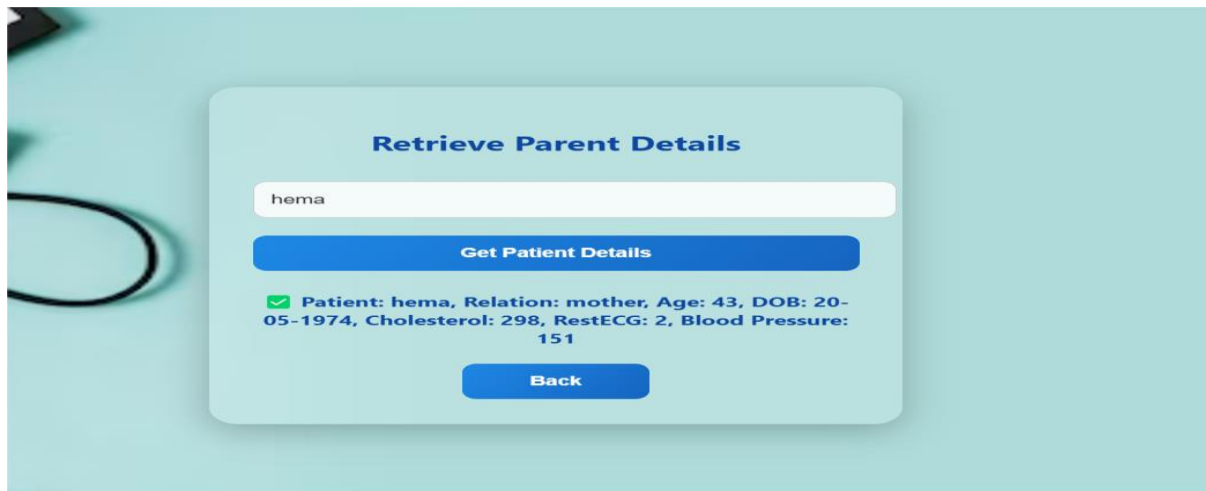 Retrieve Parent Details
hema
Get Patient Details
✅ Patient: hema, Relation: mother, Age: 43, DOB: 20-
05-1974, Cholesterol: 298, RestECG: 2, Blood Pressure:
151
Back